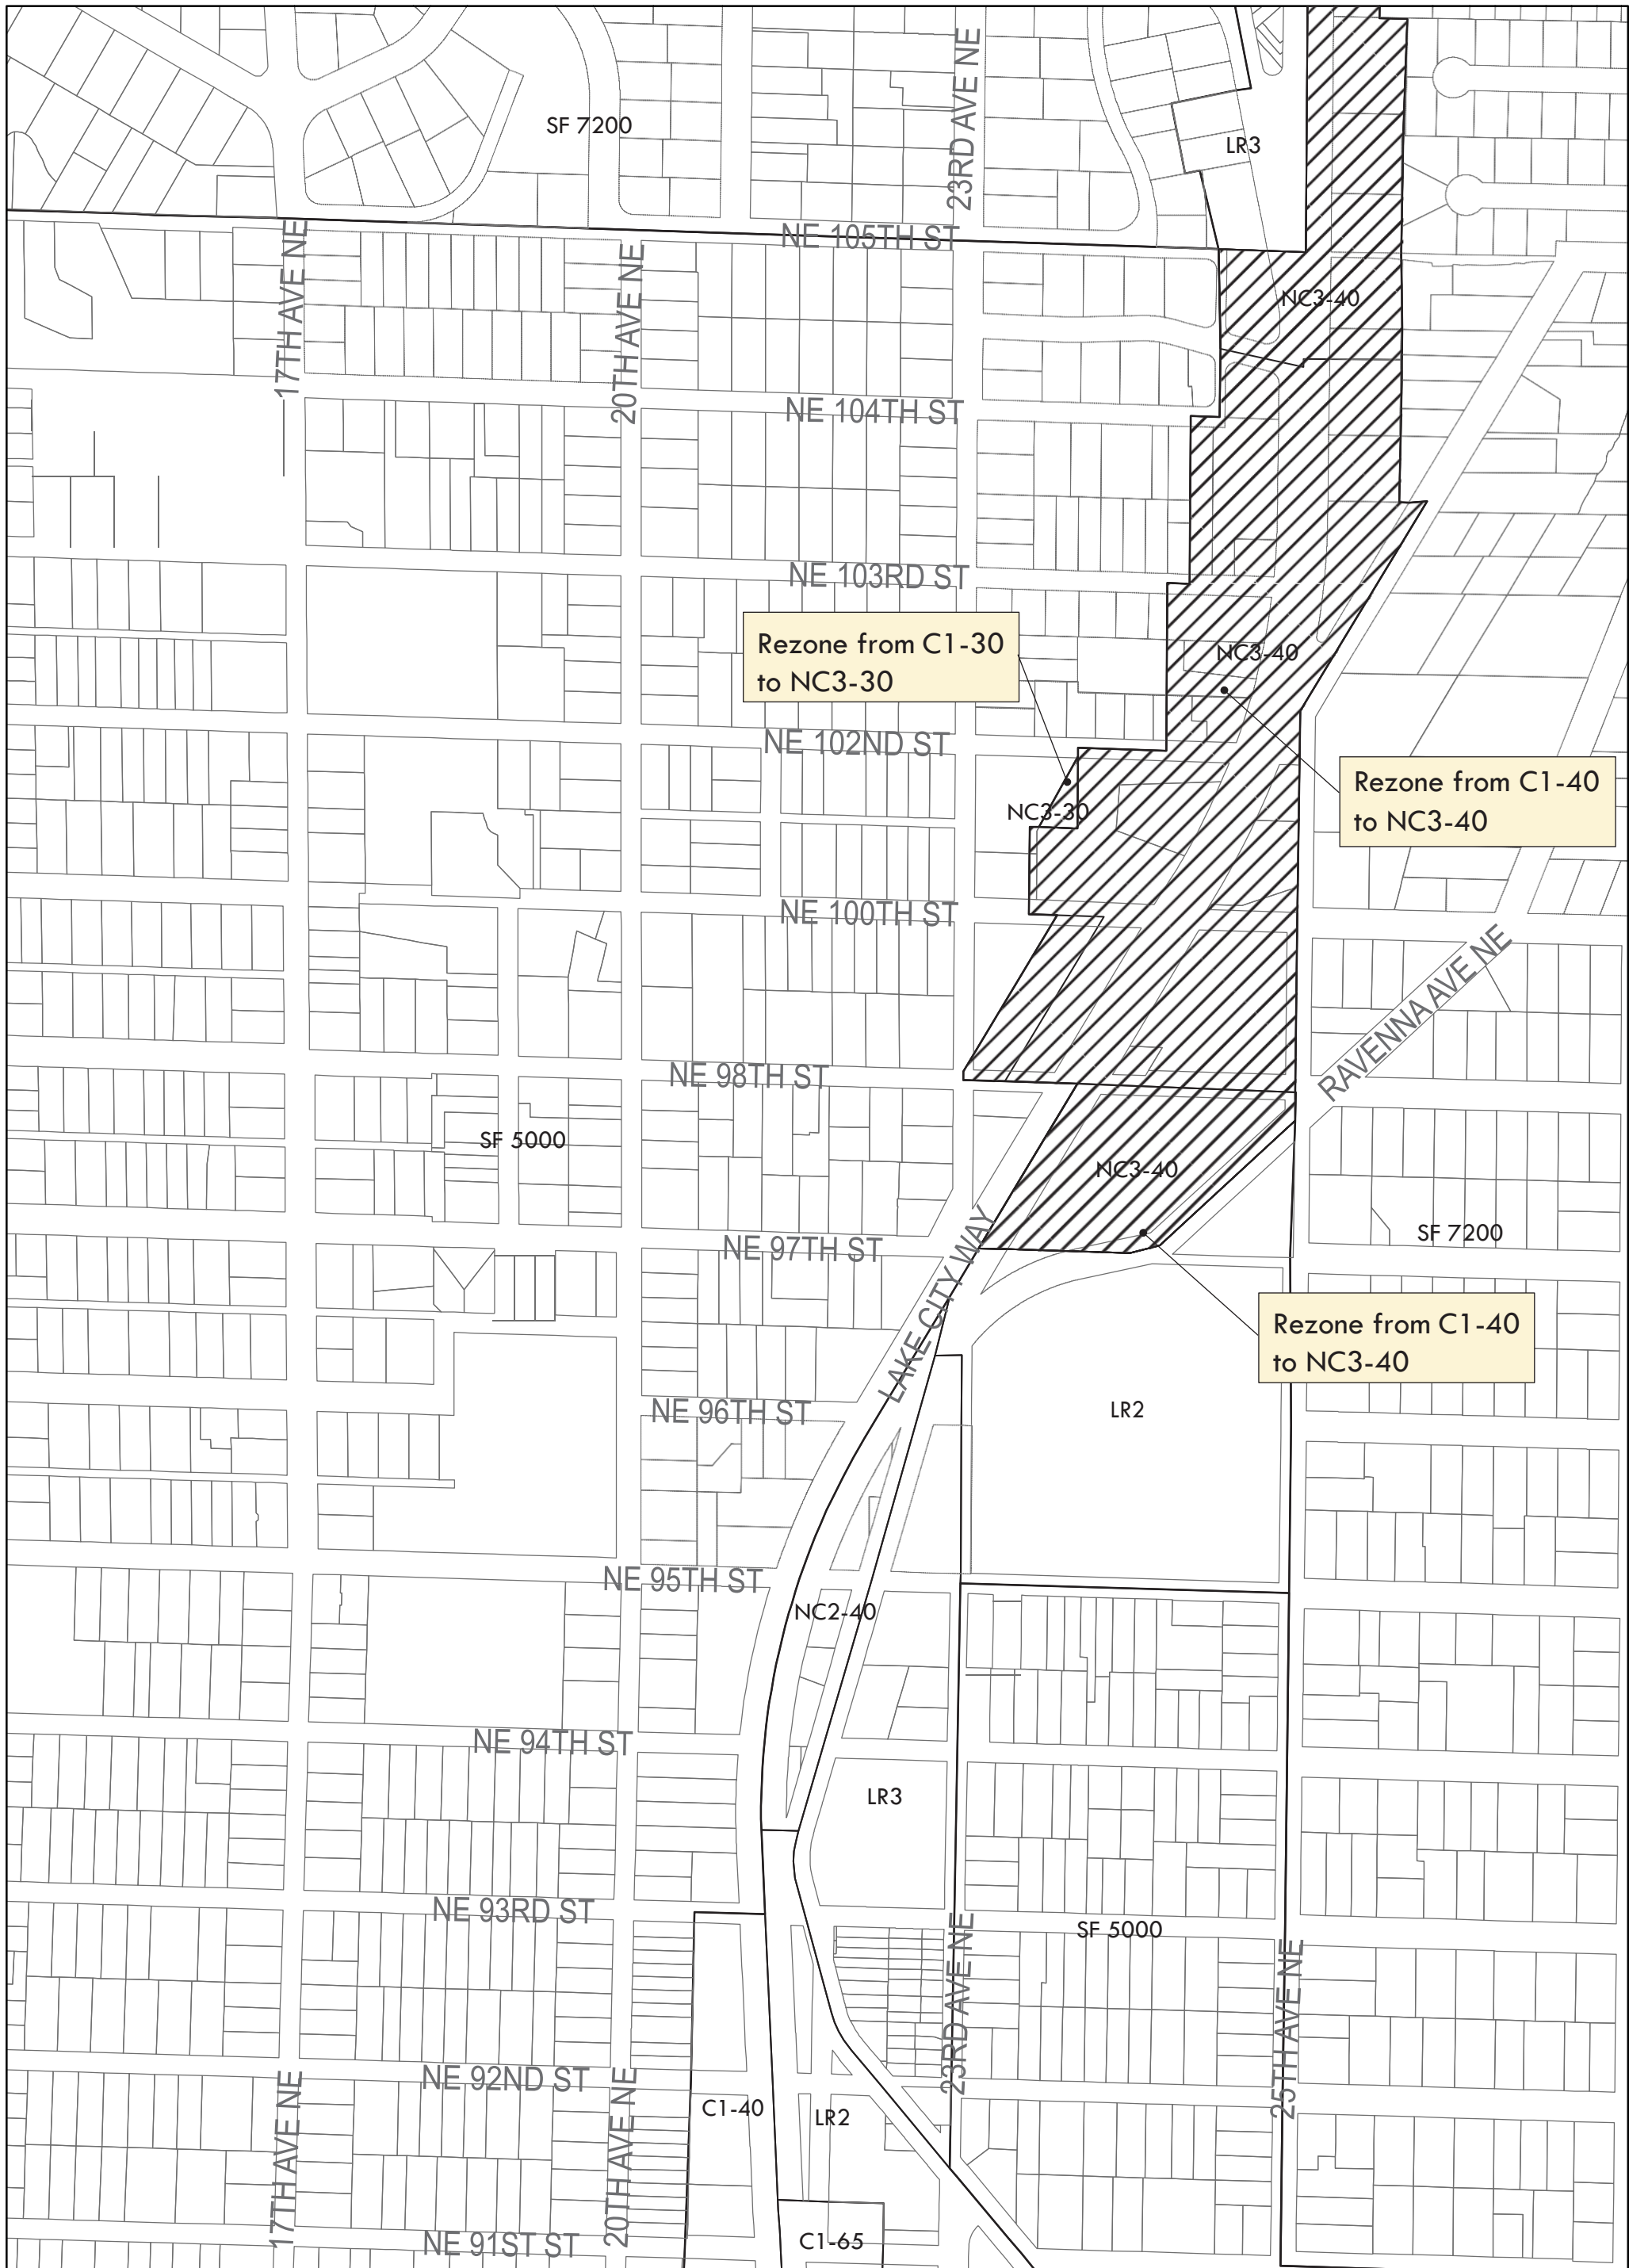 SF 7200
23RD AVE NE
LR3
NE 105TH ST
17TH AVE NE
20TH AVE NE
NC3-40
NE 104TH ST
NE 103RD ST
Rezone from C1-30
to NC3-30
NC3-40
NE 102ND ST
Rezone from C1-40
to NC3-40
NC3-30
NE 100TH ST
RAVENNA AVE NE
NE 98TH ST
SF 5000
NC3-40
SF 7200
NE 97TH ST
LAKE CITY WAY
Rezone from C1-40
to NC3-40
NE 96TH ST
LR2
NE 95TH ST
NC2-40
NE 94TH ST
LR3
NE 93RD ST
SF 5000
23RD AVE NE
25TH AVE NE
NE 92ND ST
17TH AVE NE
20TH AVE NE
C1-40
LR2
NE 91ST ST
C1-65